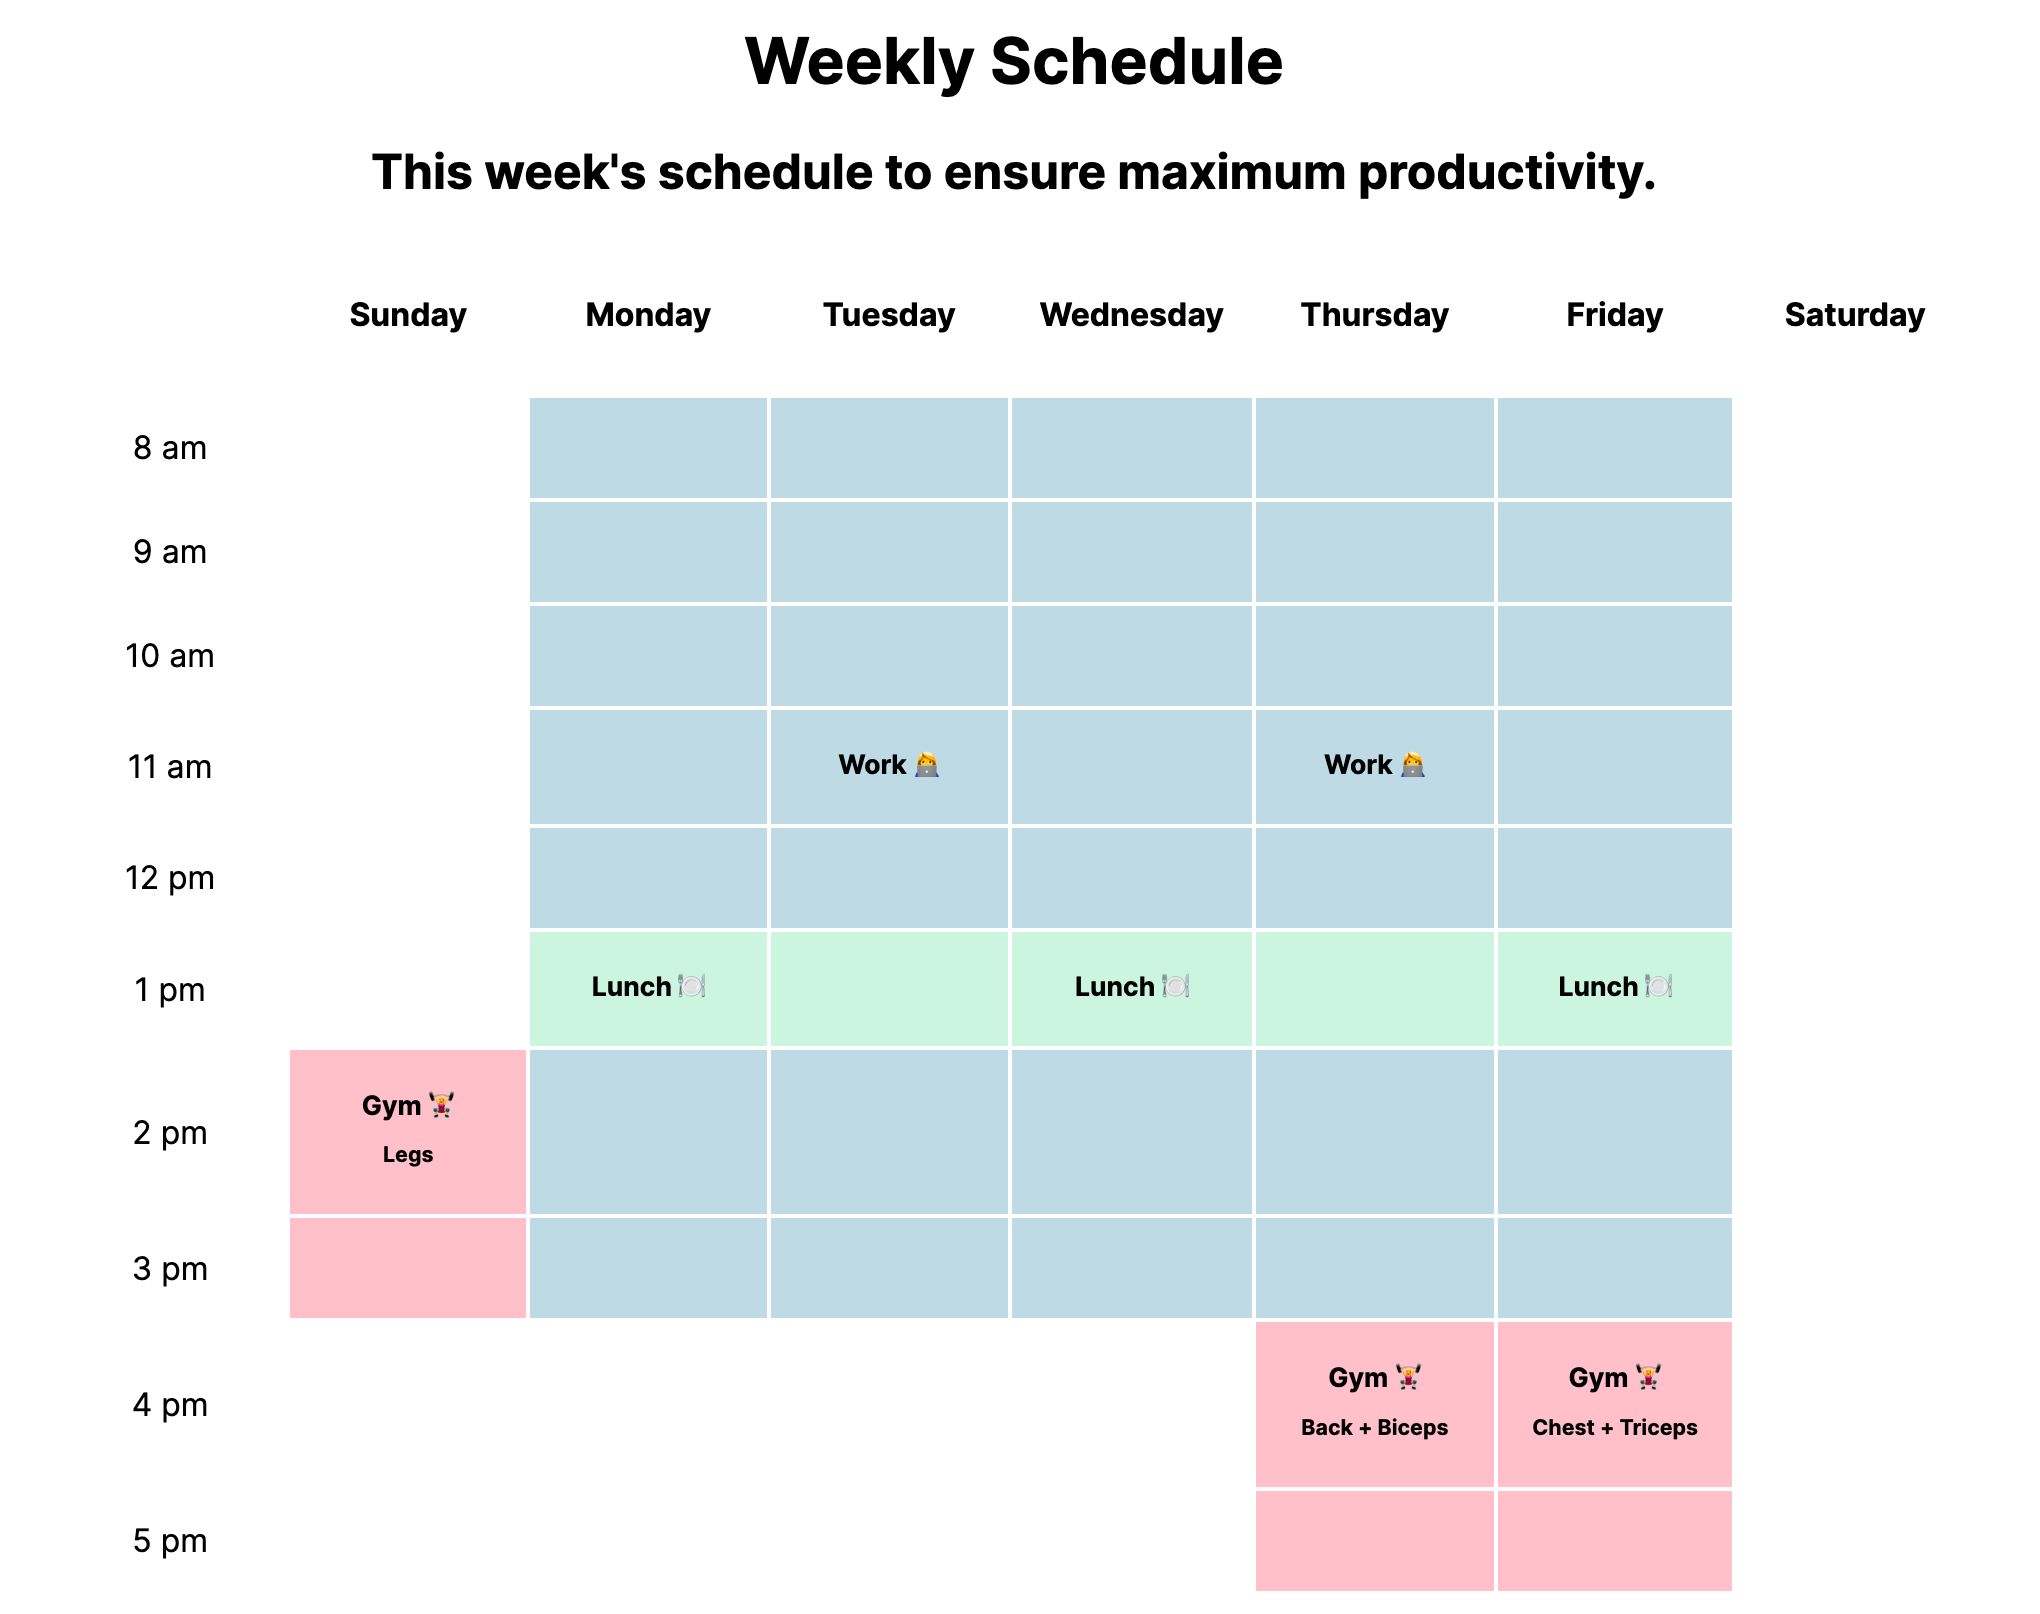 Weekly Schedule
This week's schedule to ensure maximum productivity.
Sunday Monday Tuesday Wednesday Thursday Friday Saturday
8 am
9 am
10 am
11 am Work 👩‍💻 Work 👩‍💻
12 pm
1 pm Lunch 🍽️ Lunch 🍽️ Lunch 🍽️
2 pm Gym 🏋️‍♀️
Legs
3 pm
4 pm Gym 🏋️‍♀️ Gym 🏋️‍♀️
Back + Biceps Chest + Triceps
5 pm